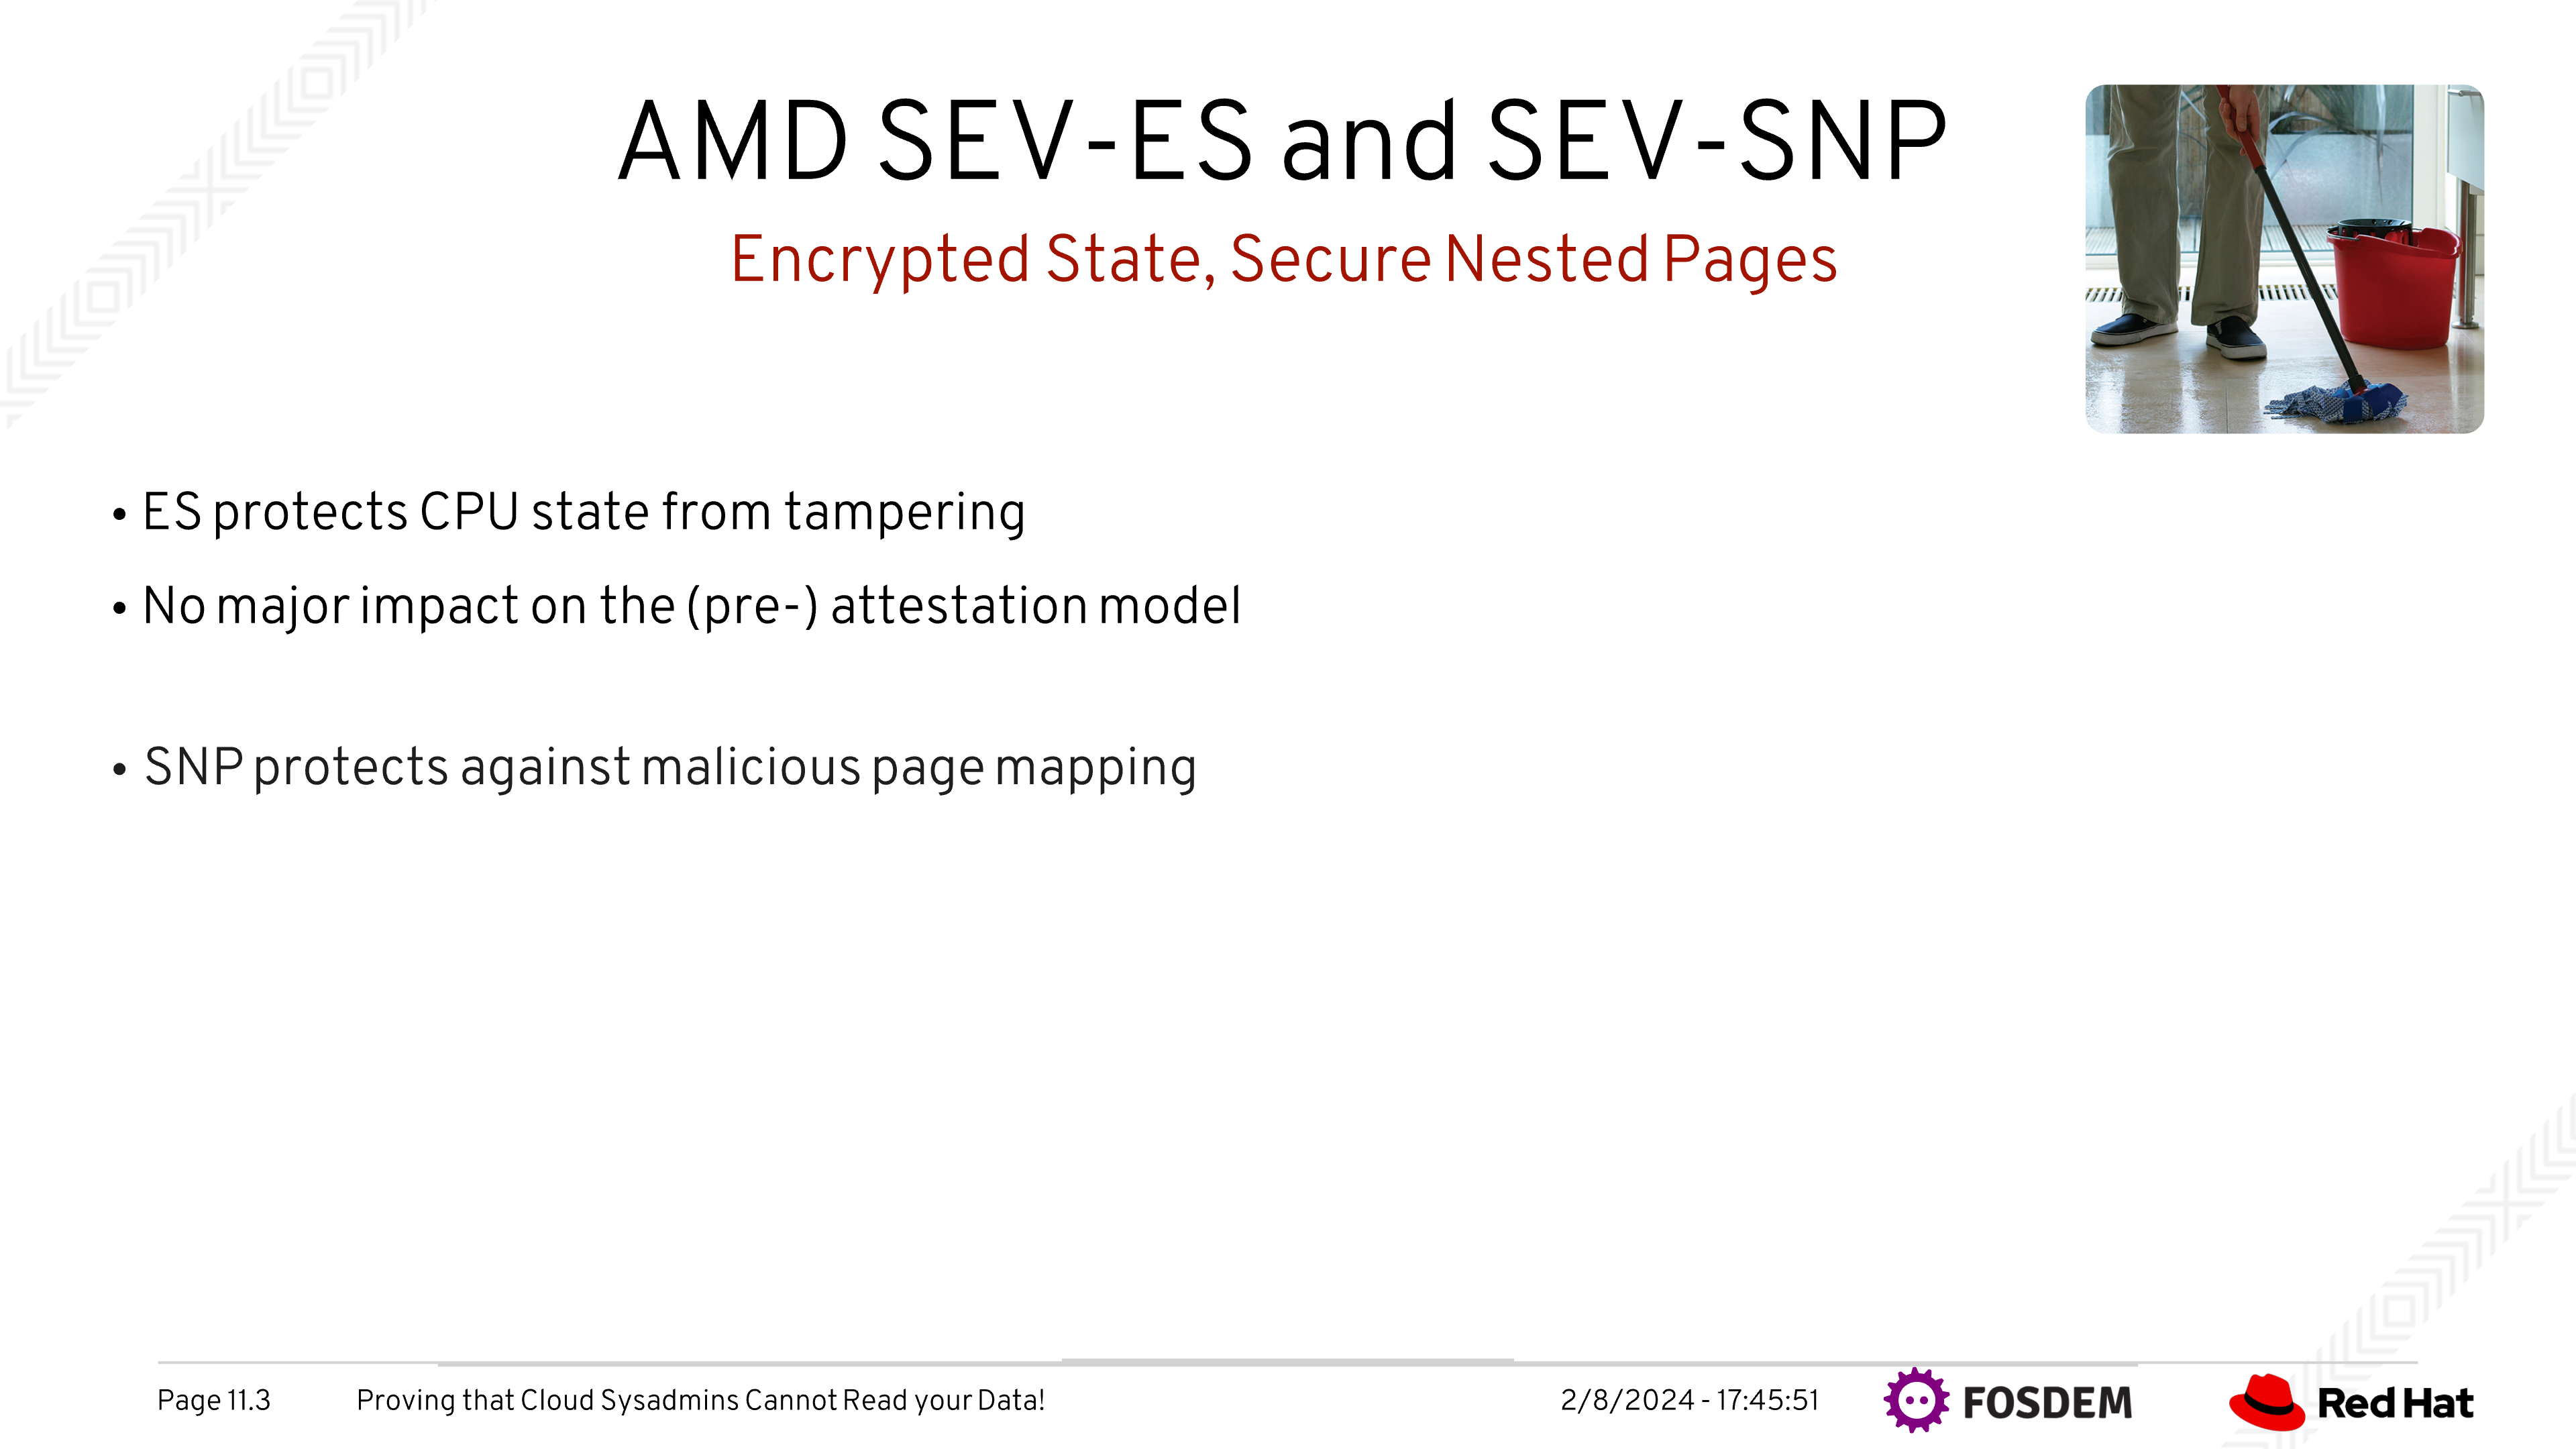 AMD SEV-ES and SEV-SNP
Encrypted State, Secure Nested Pages
• ES protects CPU state from tampering
• No major impact on the (pre-) attestation model
• SNP protects against malicious page mapping
Page 11.3 Proving that Cloud Sysadmins Cannot Read your Data! 2/8/2024 - 17:45:51 FOSDEM Red Hat